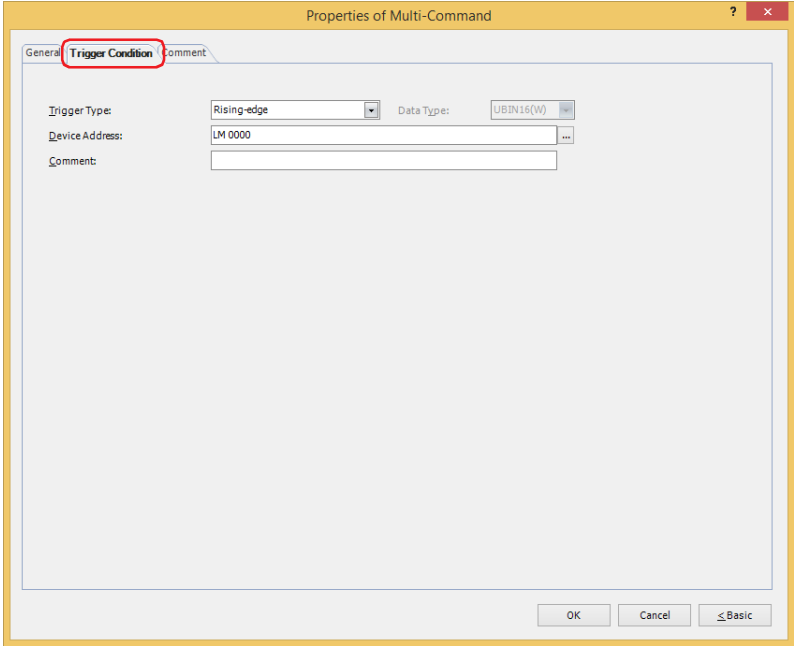 Properties of Multi-Command
? ×
General Trigger Condition Comment
Trigger Type: Rising-edge Data Type: UBIN16(W)
Device Address: LM 0000 ...
Comment:
OK Cancel < Basic